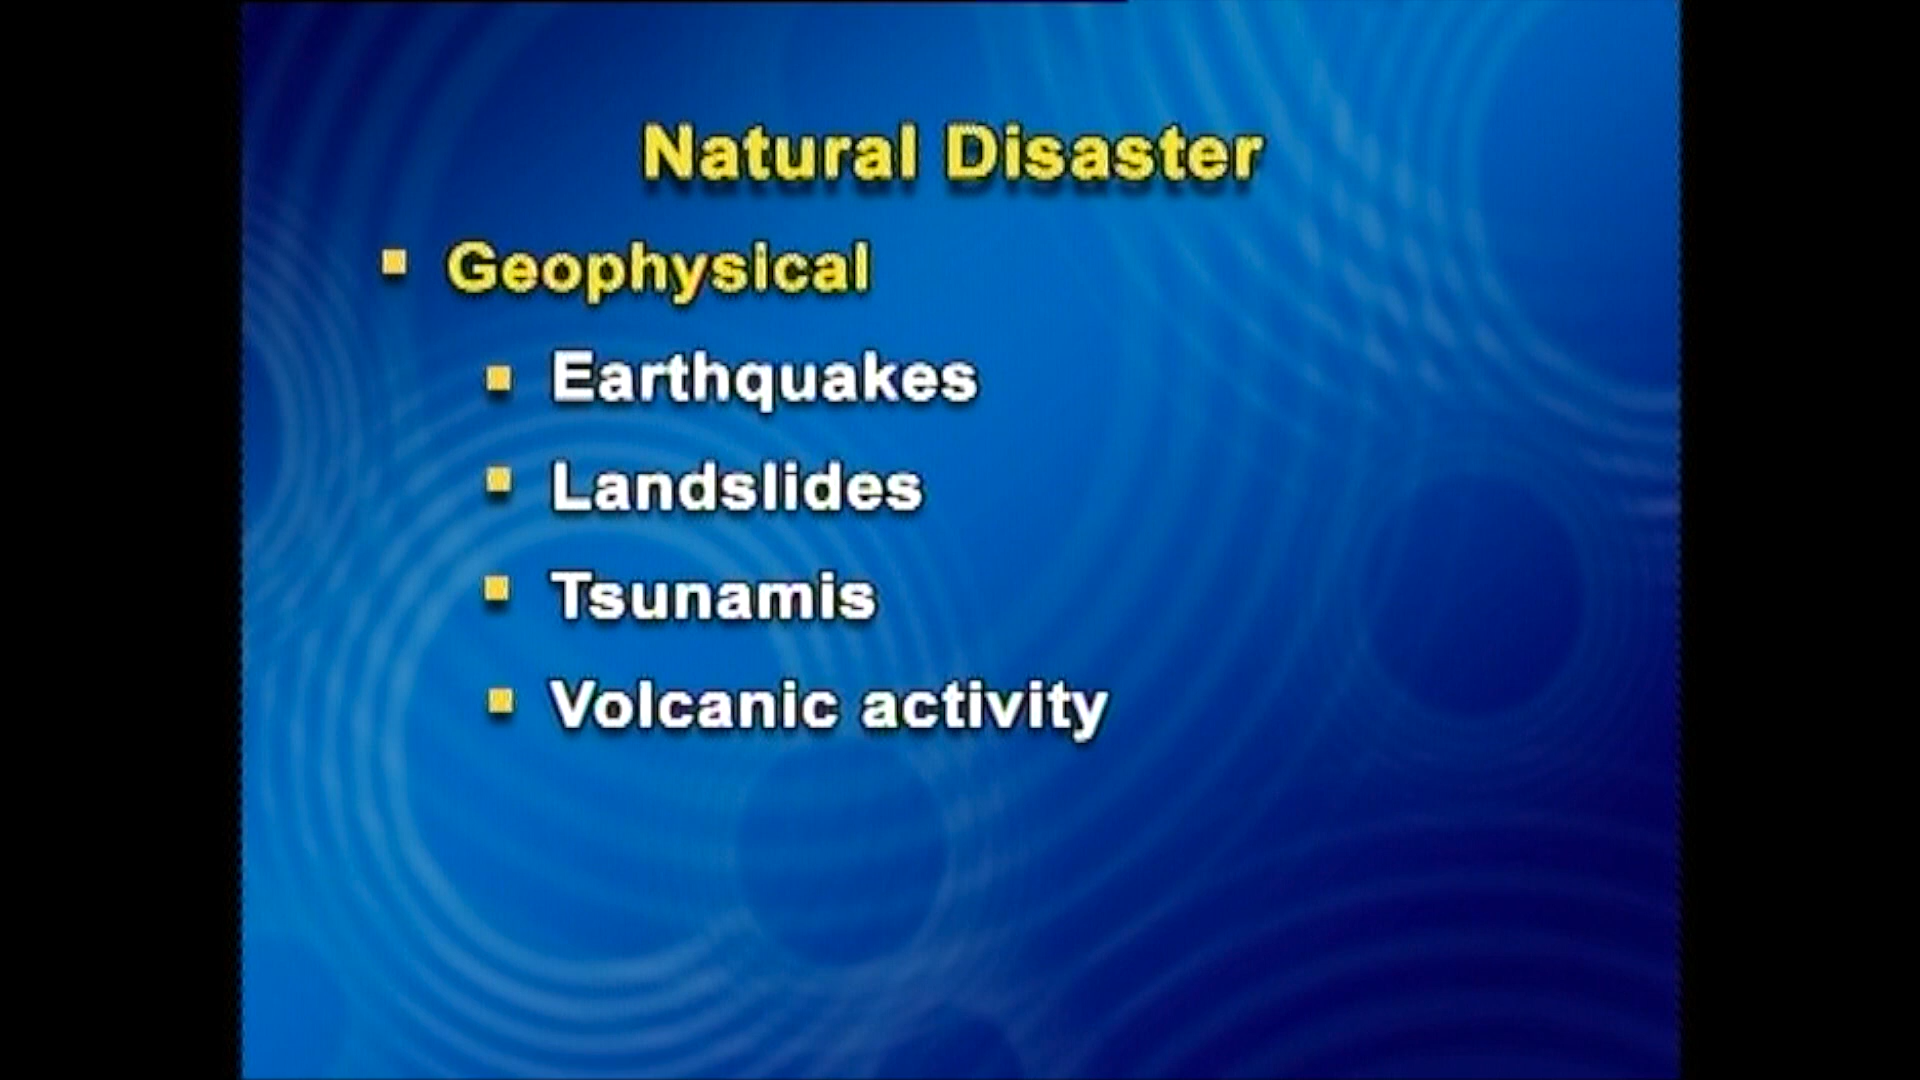 Natural Disaster
Geophysical
Earthquakes
Landslides
Tsunamis
Volcanic activity